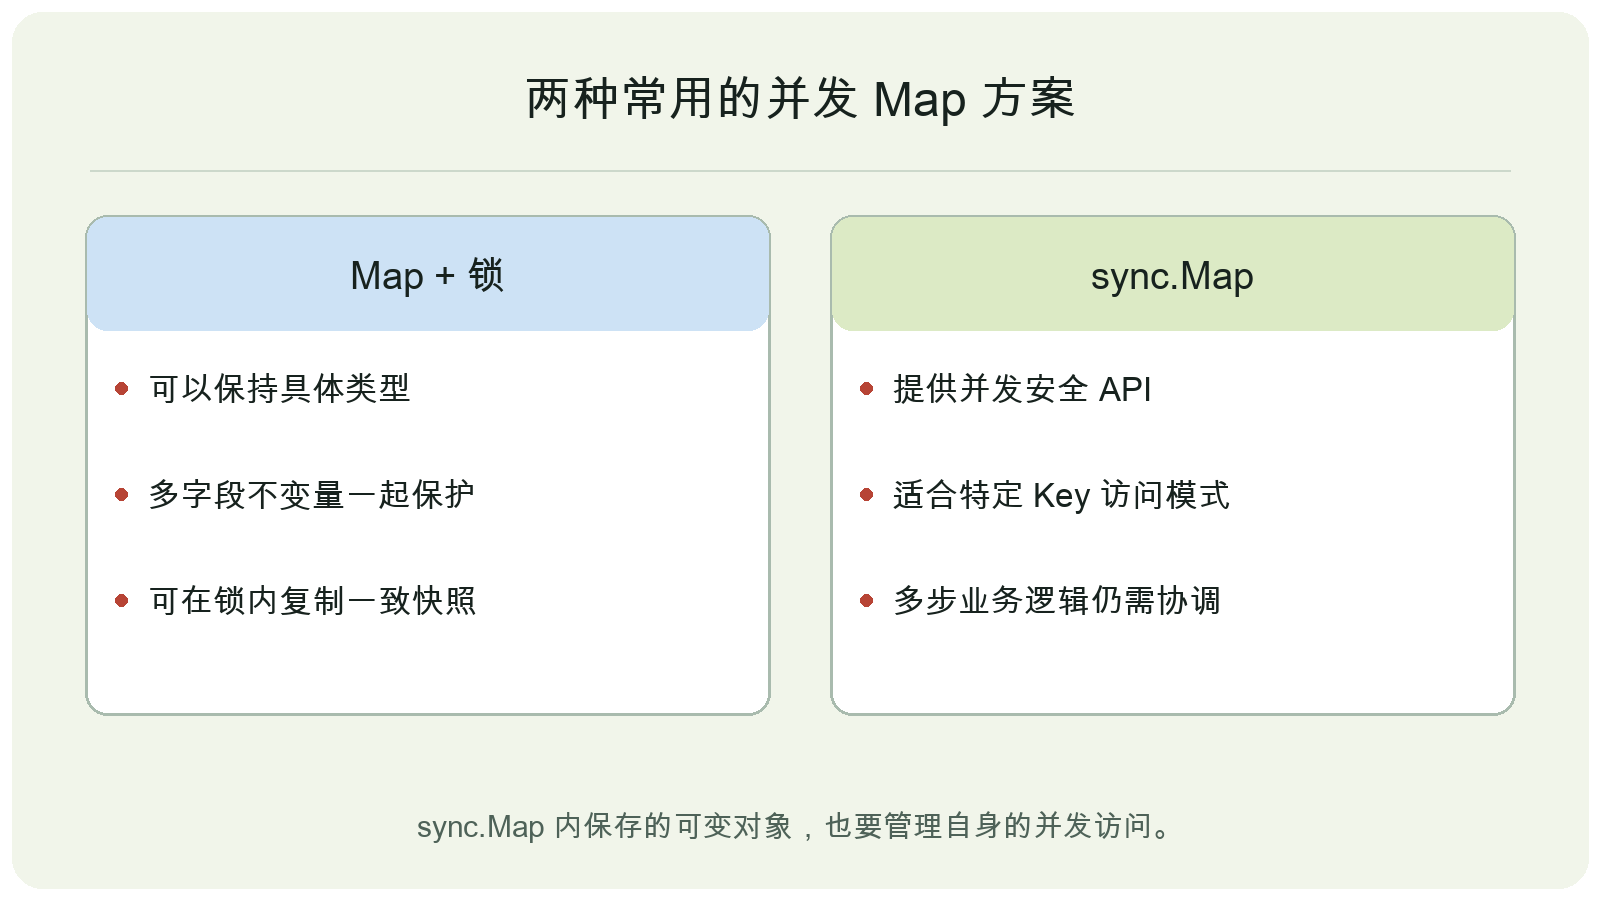 两种常用的并发 Map 方案
Map + 锁
可以保持具体类型
多字段不变量一起保护
可在锁内复制一致快照
sync.Map
提供并发安全 API
适合特定 Key 访问模式
多步业务逻辑仍需协调
sync.Map 内保存的可变对象，也要管理自身的并发访问。